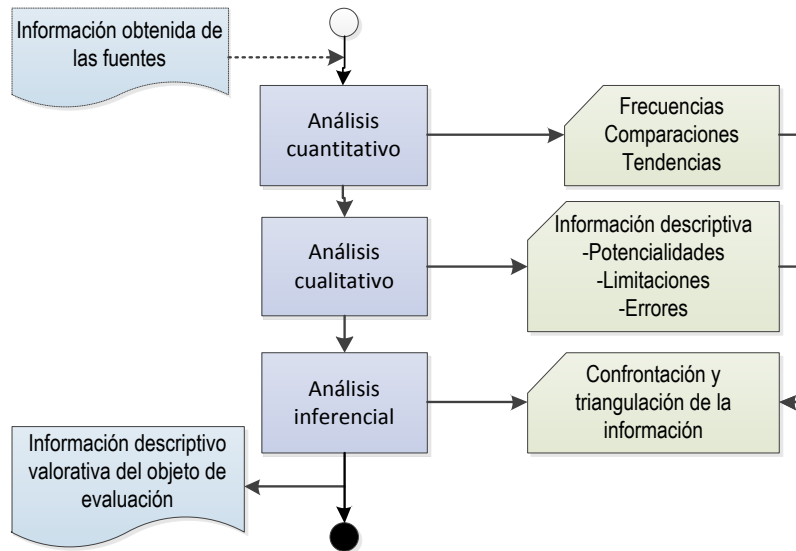 Información obtenida de
las fuentes
Análisis
cuantitativo
Frecuencias
Comparaciones
Tendencias
Análisis
cualitativo
Información descriptiva
-Potencialidades
-Limitaciones
-Errores
Análisis
inferencial
Confrontación y
triangulación de la
información
Información descriptivo
valorativa del objeto de
evaluación